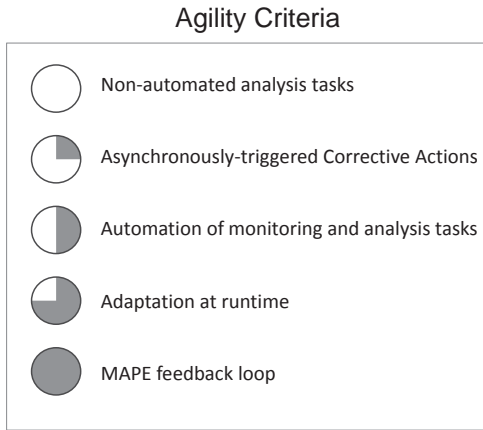 Agility Criteria
Non-automated analysis tasks
Asynchronously-triggered Corrective Actions
Automation of monitoring and analysis tasks
Adaptation at runtime
MAPE feedback loop